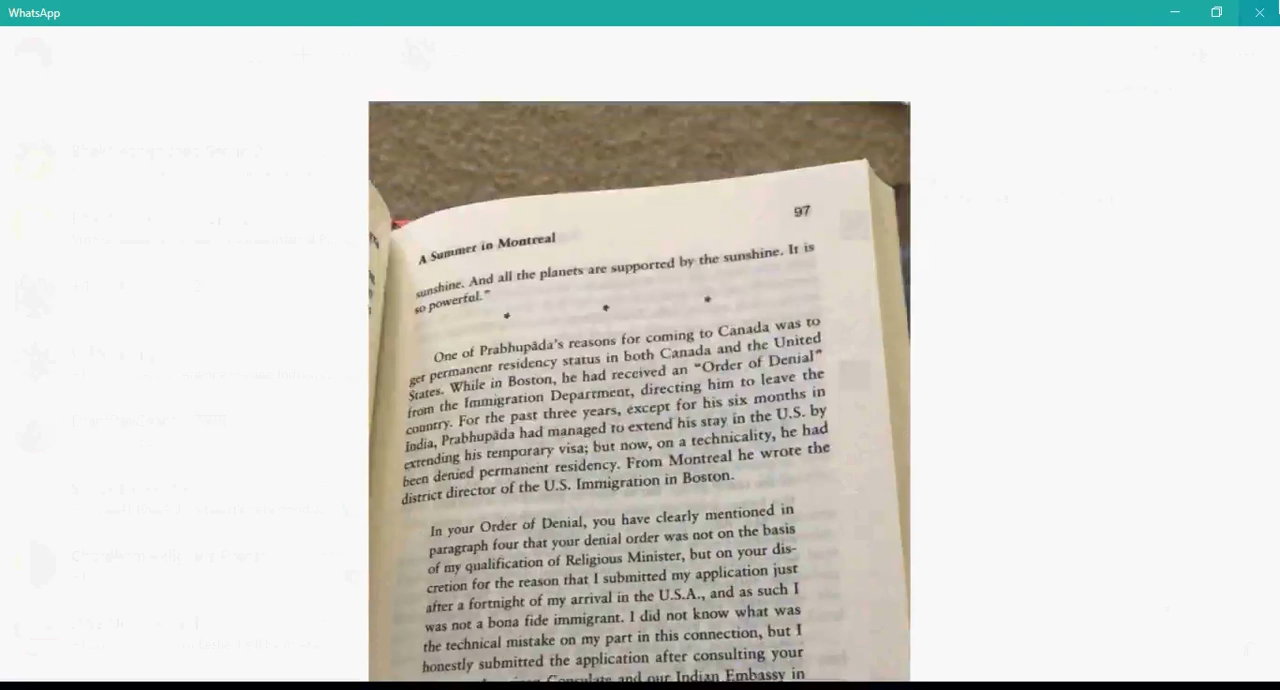 WhatsApp
97
A Summer in Montreal
sunshine. And all the planets are supported by the sunshine. It is
so powerful."
* * *
One of Prabhupāda's reasons for coming to Canada was to
get permanent residency status in both Canada and the United
States. While in Boston, he had received an "Order of Denial"
from the Immigration Department, directing him to leave the
country. For the past three years, except for his six months in
India, Prabhupāda had managed to extend his stay in the U.S. by
extending his temporary visa; but now, on a technicality, he had
been denied permanent residency. From Montreal he wrote the
district director of the U.S. Immigration in Boston.
In your Order of Denial, you have clearly mentioned in
paragraph four that your denial order was not on the basis
of my qualification of Religious Minister, but on your dis-
cretion for the reason that I submitted my application just
after a fortnight of my arrival in the U.S.A., and as such I
was not a bona fide immigrant. I did not know what was
the technical mistake on my part in this connection, but I
honestly submitted the application after consulting your
Consulate and our Indian Embassy in